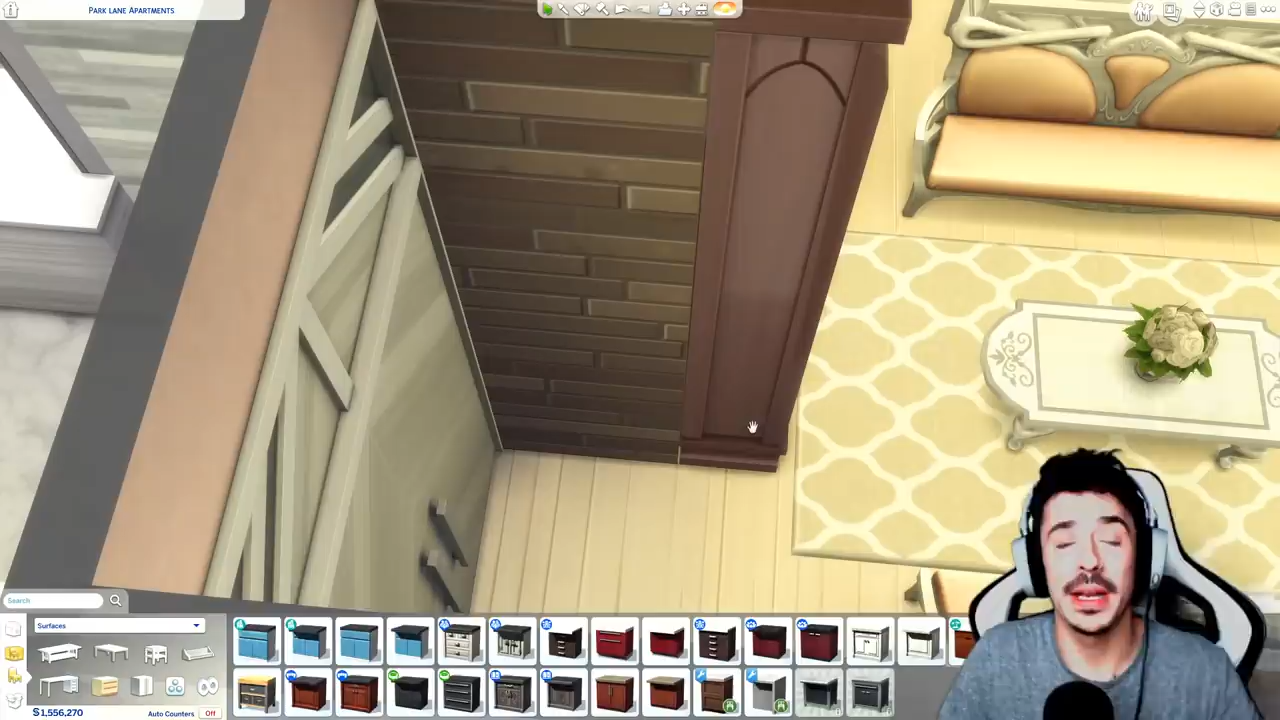 PARK LANE APARTMENTS
Search
Surfaces
$1,556,270
Auto Counters
Off